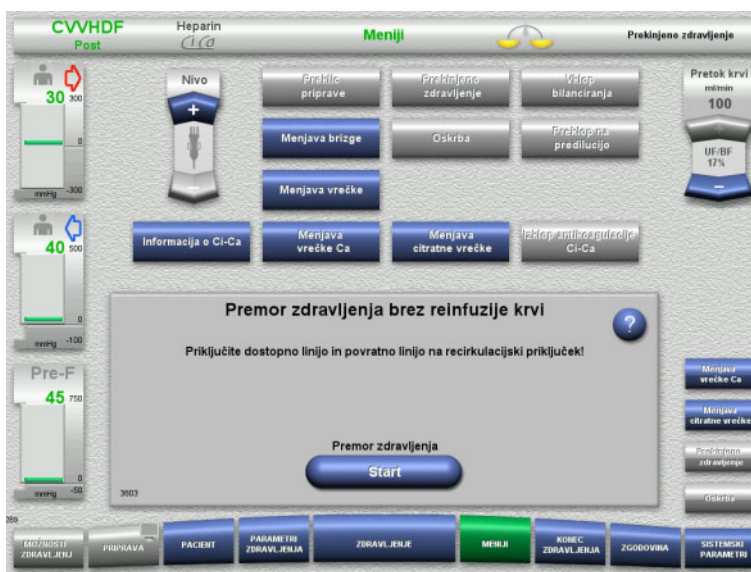 CVVHDF
Post
Heparin
Ci Ca
Meniji
Prekinjeno zdravljenje
30
300
0
mmHg
-300
Nivo
+
−
Prekl.
priprave
Prekinjeno
zdravljenje
Vklop
bilanciranja
Menjava brizge
Oskrba
Preklop na
predilucijo
Menjava vrečke
Informacija o Ci-Ca
Menjava
vrečke Ca
Menjava
citratne vrečke
Izklop antikoagulacije
Ci-Ca
Pretok krvi
ml/min
100
+
UF/BF
17%
−
40
500
0
mmHg
-100
Pre-F
45
750
0
mmHg
-50
Premor zdravljenja brez reinfuzije krvi
?
Priključite dostopno linijo in povratno linijo na recirkulacijski priključek!
Premor zdravljenja
Start
3603
Menjava
vrečke Ca
Menjava
citratne vrečke
Prekinjeno
zdravljenje
Oskrba
MOŽNOSTI
ZDRAVLJENJ
PRIPRAVA
PACIENT
PARAMETRI
ZDRAVLJENJA
ZDRAVLJENJE
MENIJI
KONEC
ZDRAVLJENJA
ZGODOVINA
SISTEMSKI
PARAMETRI